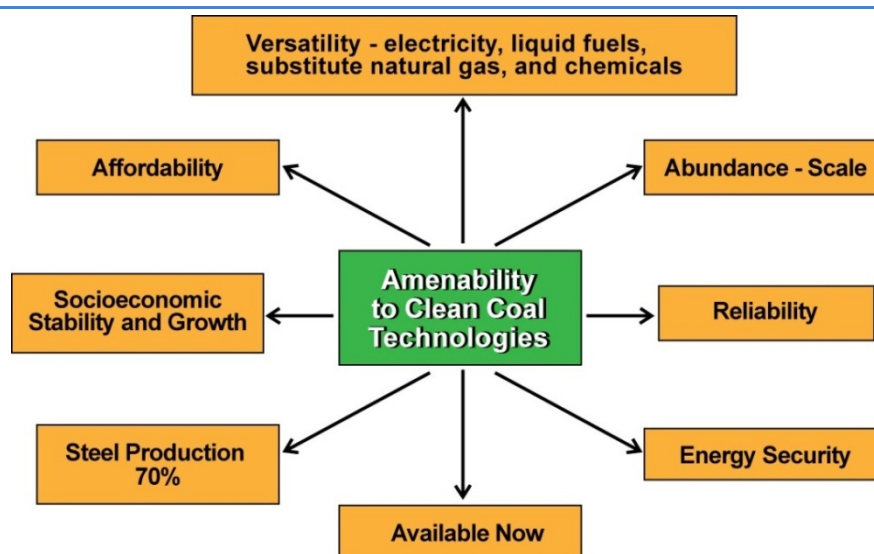 Versatility - electricity, liquid fuels,
substitute natural gas, and chemicals
Affordability
Abundance - Scale
Amenability
to Clean Coal
Technologies
Socioeconomic
Stability and Growth
Reliability
Steel Production
70%
Energy Security
Available Now